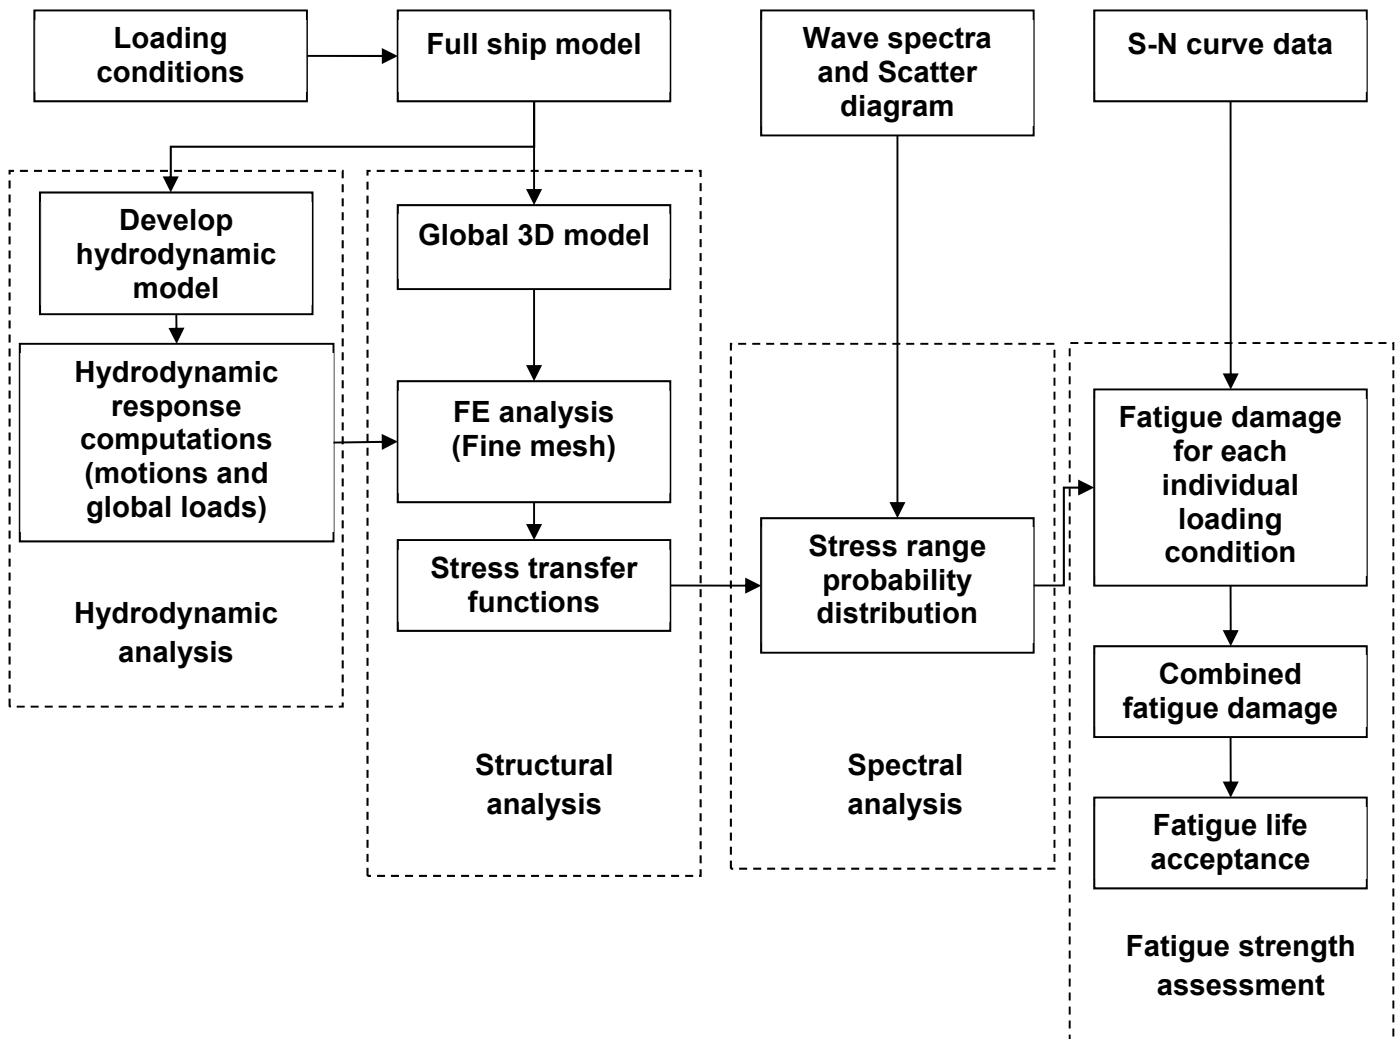 Loading
conditions
Full ship model
Wave spectra
and Scatter
diagram
S-N curve data
Develop
hydrodynamic
model
Global 3D model
Hydrodynamic
response
computations
(motions and
global loads)
FE analysis
(Fine mesh)
Fatigue damage
for each
individual
loading
condition
Stress transfer
functions
Stress range
probability
distribution
Hydrodynamic
analysis
Combined
fatigue damage
Structural
analysis
Spectral
analysis
Fatigue life
acceptance
Fatigue strength
assessment